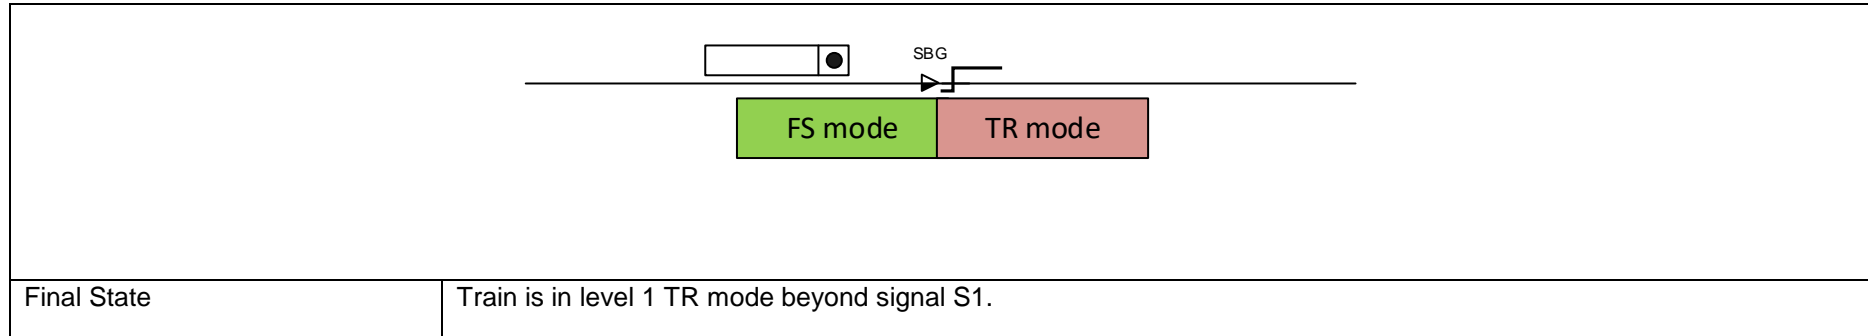 SBG
FS mode TR mode
Final State Train is in level 1 TR mode beyond signal S1.